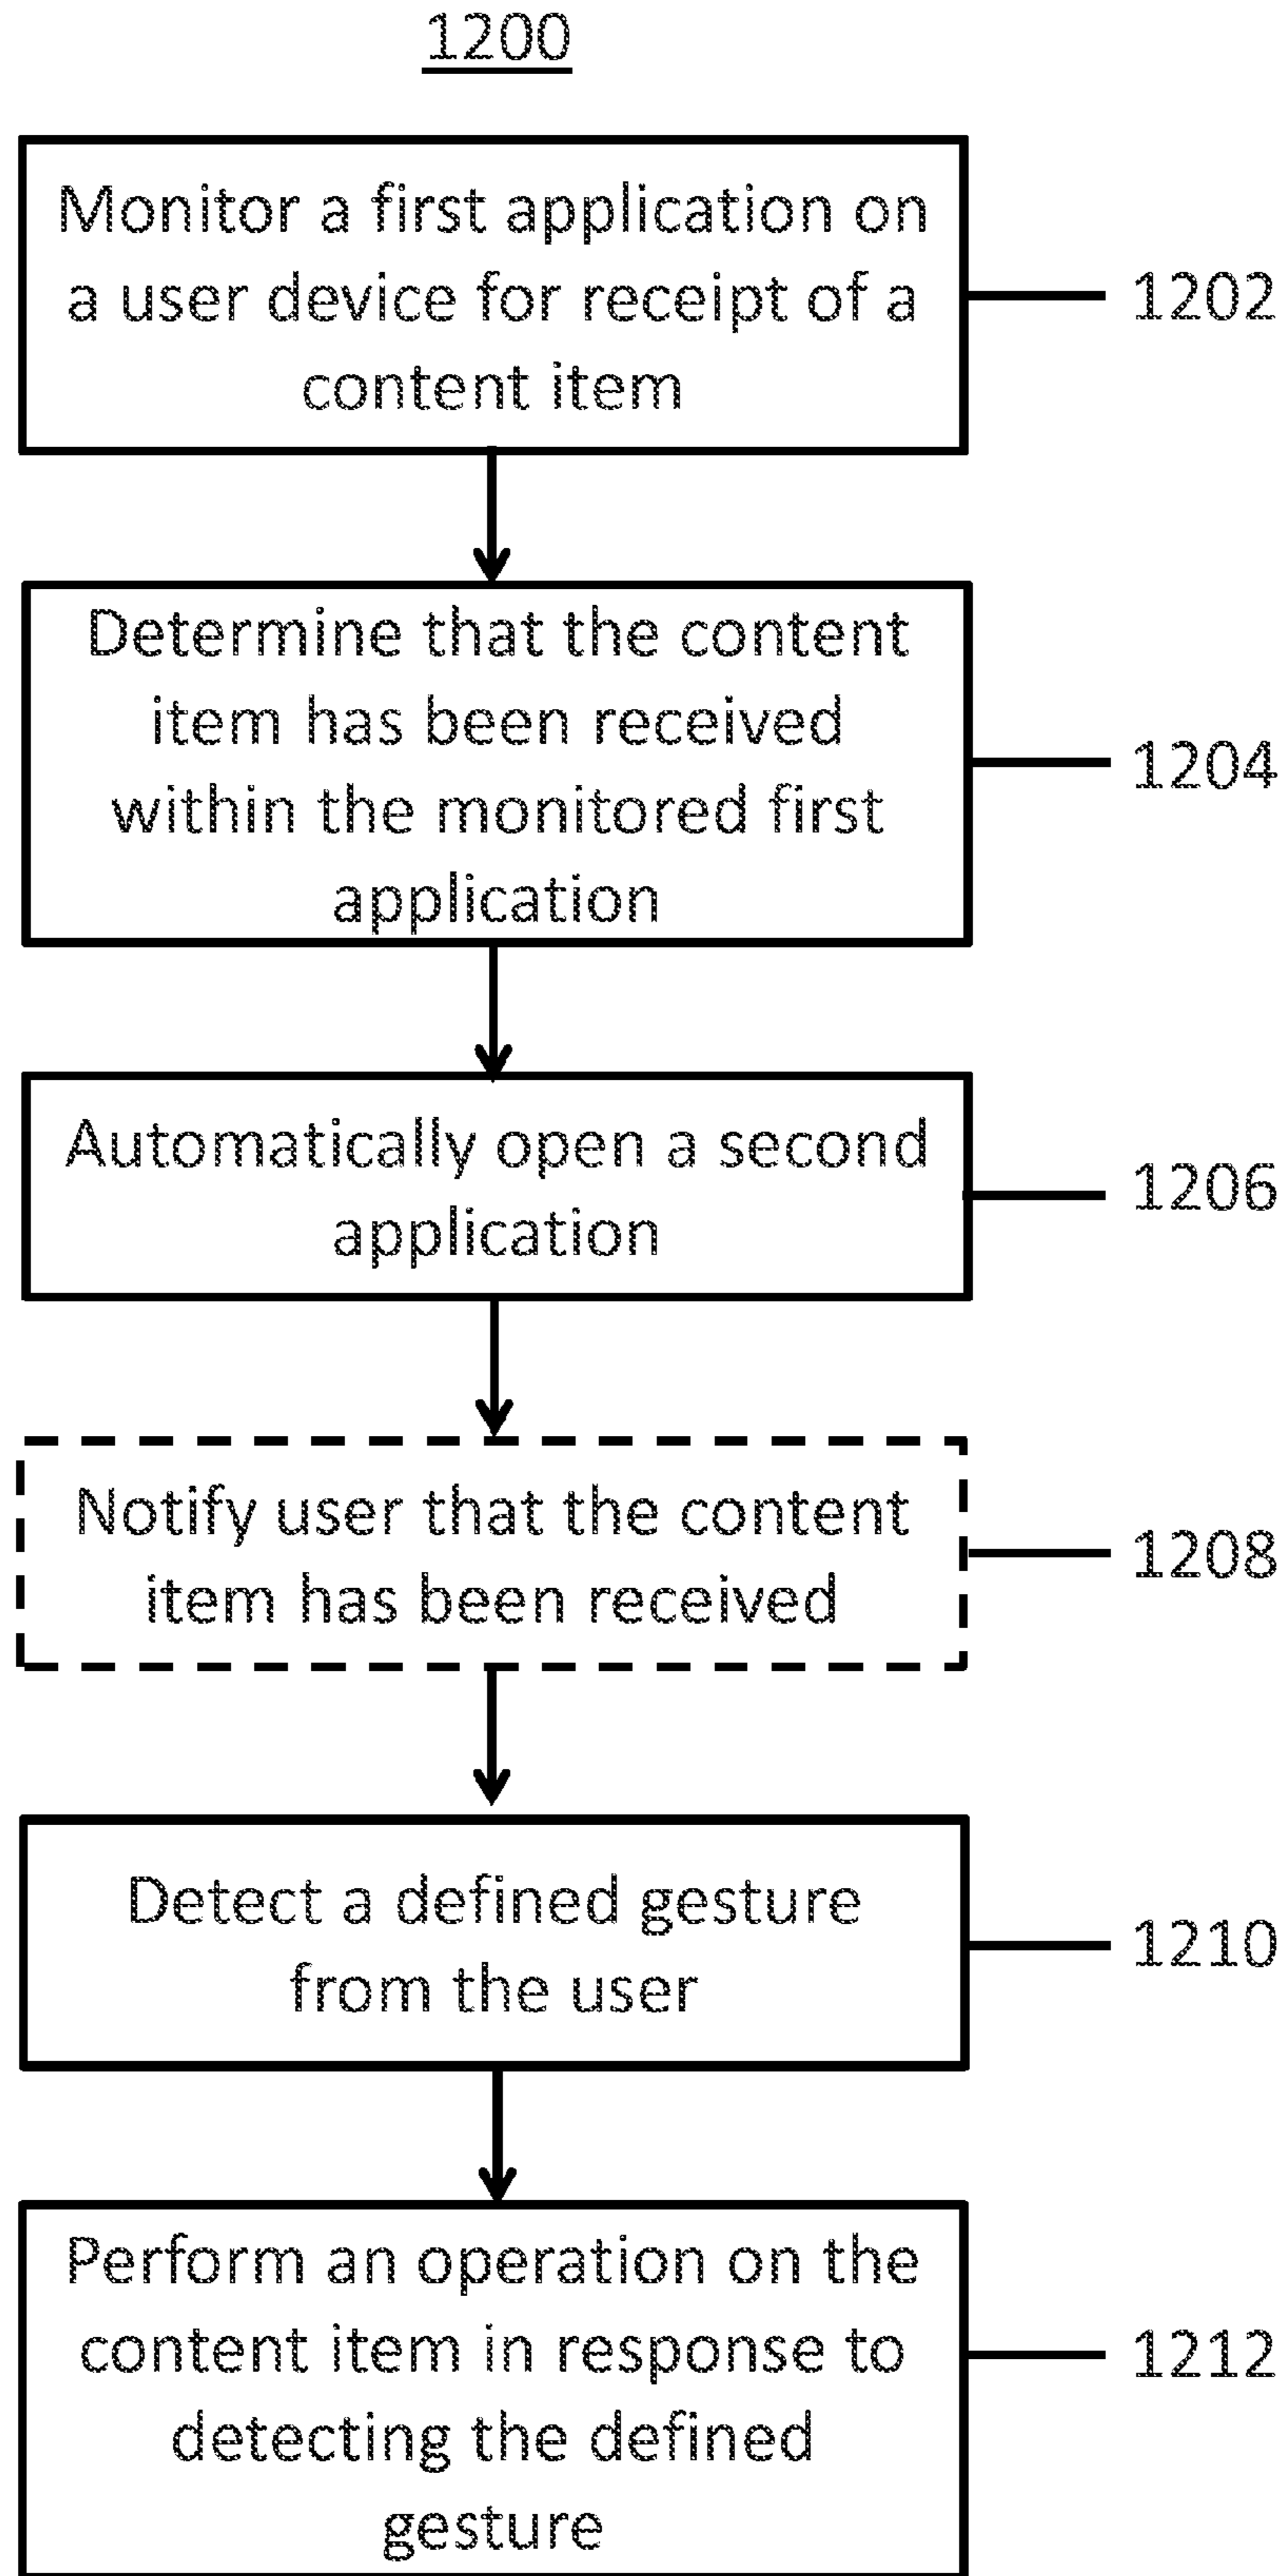 1200
Monitor a first application on
a user device for receipt of a
content item
1202
Determine that the content
item has been received
within the monitored first
application
1204
Automatically open a second
application
1206
Notify user that the content
item has been received
1208
Detect a defined gesture
from the user
1210
Perform an operation on the
content item in response to
detecting the defined
gesture
1212